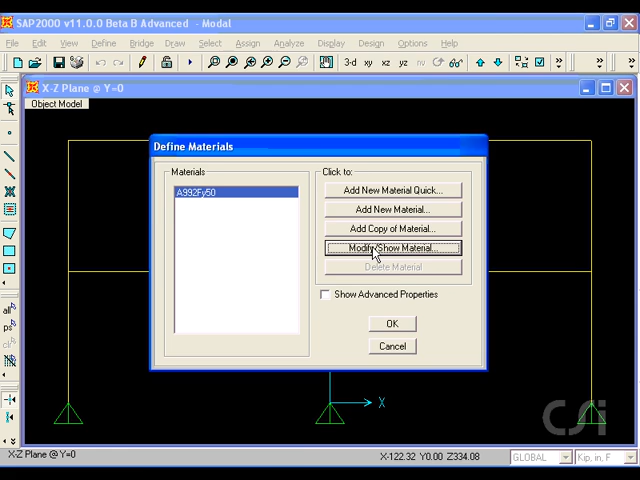 SAP2000 v11.0.0 Beta B Advanced - Modal
File Edit View Define Bridge Draw Select Assign Analyze Display Design Options Help
3-d xy xz yz
X-Z Plane @ Y=0
Object Model
Define Materials
Materials
Click to:
A992Fy50
Add New Material Quick...
Add New Material...
Add Copy of Material...
Modify/Show Material...
Delete Material
Show Advanced Properties
OK
Cancel
all
ps
clr
X
CSi
X-Z Plane @ Y=0
X-122.32 Y0.00 Z334.08
GLOBAL
Kip, in, F